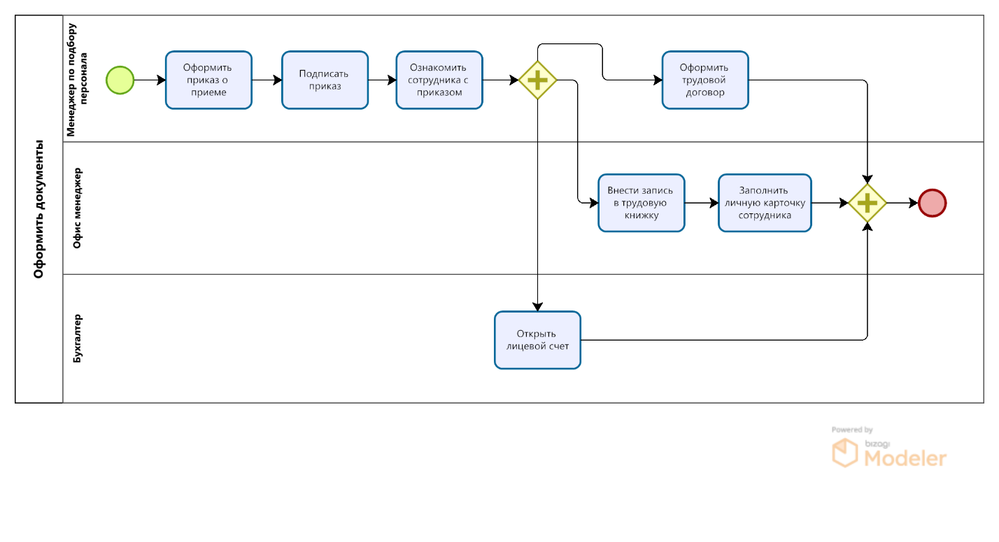 Оформить документы
Менеджер по подбору
персонала
Оформить
приказ о
приеме
Подписать
приказ
Ознакомить
сотрудника с
приказом
Оформить
трудовой
договор
Офис менеджер
Внести запись
в трудовую
книжку
Заполнить
личную карточку
сотрудника
Бухгалтер
Открыть
лицевой счет
Powered by
bizagi
Modeler